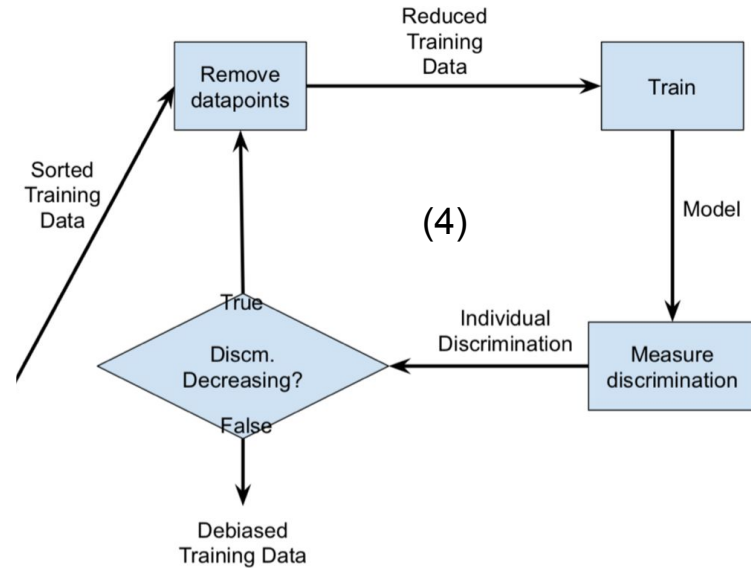 Reduced
Training
Data
Remove
datapoints
Train
Sorted
Training
Data
(4)
Model
True
Individual
Discrimination
Discm.
Decreasing?
Measure
discrimination
False
Debiased
Training Data